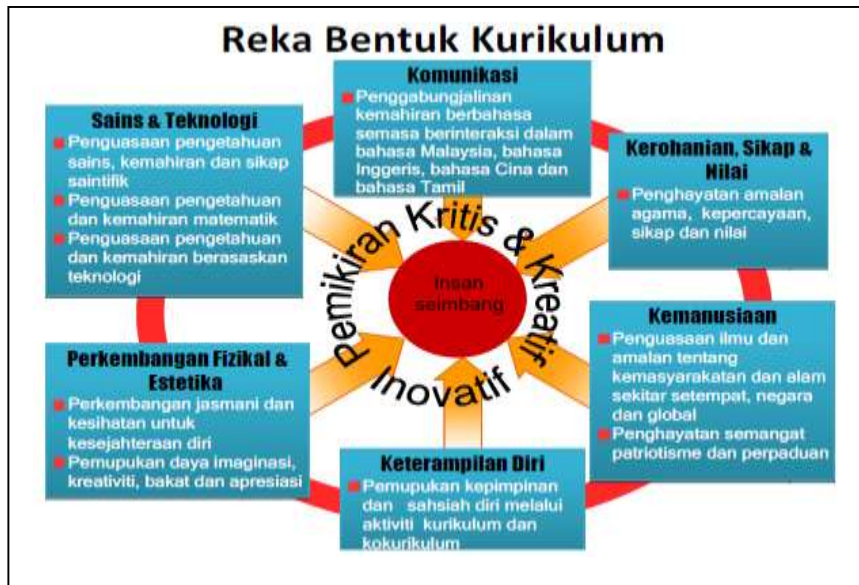 Reka Bentuk Kurikulum
Komunikasi
Penggabungjalinan
kemahiran berbahasa
semasa berinteraksi dalam
bahasa Malaysia, bahasa
Inggeris, bahasa Cina dan
bahasa Tamil
Sains & Teknologi
Penguasaan pengetahuan
sains, kemahiran dan sikap
saintifik
Penguasaan pengetahuan
dan kemahiran matematik
Penguasaan pengetahuan
dan kemahiran berasaskan
teknologi
Kerohanian, Sikap &
Nilai
Penghayatan amalan
agama, kepercayaan,
sikap dan nilai
Pemikiran Kritis & Kreatif
Inovatif
Insan
seimbang
Perkembangan Fizikal &
Estetika
Perkembangan jasmani dan
kesihatan untuk
kesejahteraan diri
Pemupukan daya imaginasi,
kreativiti, bakat dan apresiasi
Kemanusiaan
Penguasaan ilmu dan
amalan tentang
kemasyarakatan dan alam
sekitar setempat, negara
dan global
Penghayatan semangat
patriotisme dan perpaduan
Keterampilan Diri
Pemupukan kepimpinan
dan sahsiah diri melalui
aktiviti kurikulum dan
kokurikulum